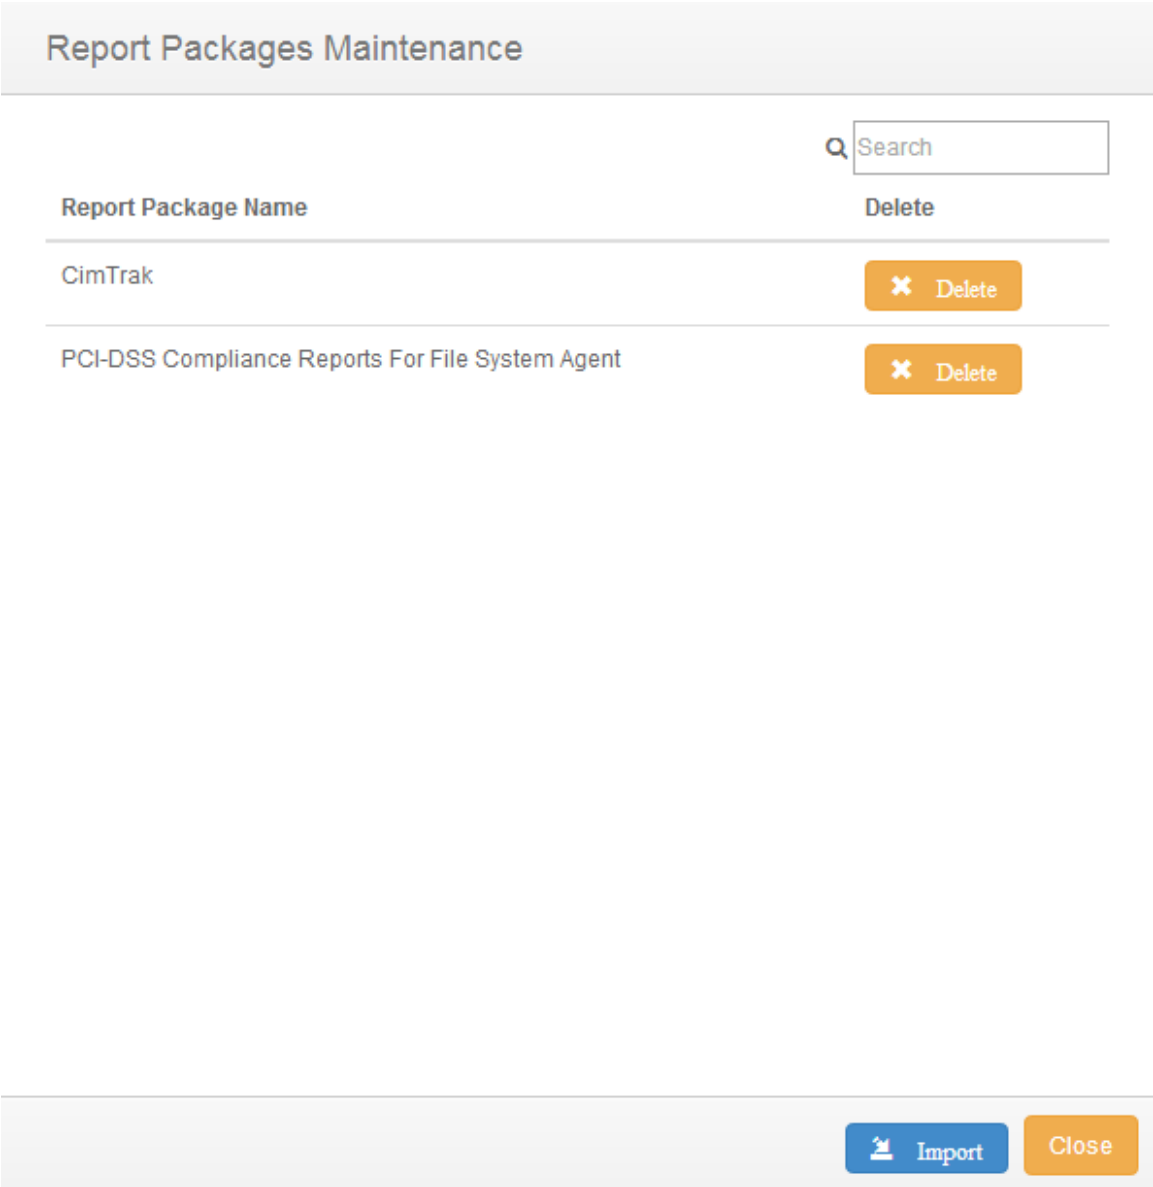 Report Packages Maintenance
Search
Report Package Name Delete
CimTrak Delete
PCI-DSS Compliance Reports For File System Agent Delete
Import Close